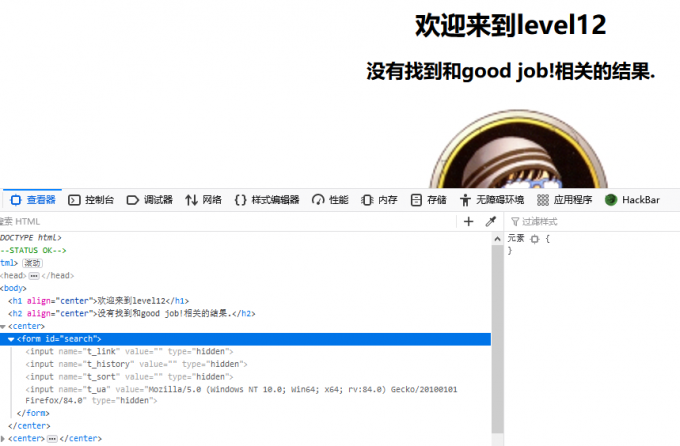 欢迎来到level12
没有找到和good job!相关的结果.
查看器 控制台 调试器 网络 {} 样式编辑器 性能 内存 存储 无障碍环境 应用程序 HackBar
索 HTML + 过滤样式
DOCTYPE html> 元素 {
--STATUS OK--> }
tml> 滚动
<head>…</head>
<body>
<h1 align="center">欢迎来到level12</h1>
<h2 align="center">没有找到和good job!相关的结果.</h2>
<center>
<form id="search">
<input name="t_link" value="" type="hidden">
<input name="t_history" value="" type="hidden">
<input name="t_sort" value="" type="hidden">
<input name="t_ua" value="Mozilla/5.0 (Windows NT 10.0; Win64; x64; rv:84.0) Gecko/20100101
Firefox/84.0" type="hidden">
</form>
</center>
<center>…</center>